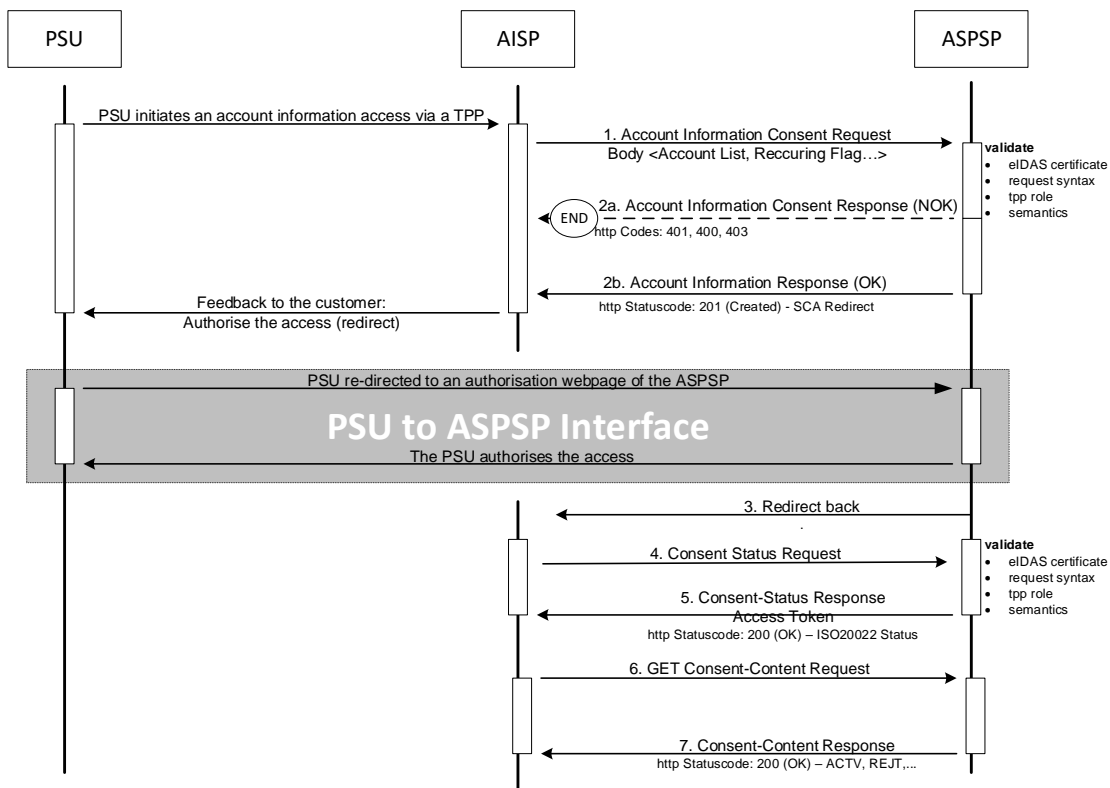 PSU
AISP
ASPSP
PSU initiates an account information access via a TPP
1. Account Information Consent Request
Body <Account List, Reccuring Flag…>
validate
• eIDAS certificate
• request syntax
• tpp role
• semantics
2a. Account Information Consent Response (NOK)
END
http Codes: 401, 400, 403
2b. Account Information Response (OK)
http Statuscode: 201 (Created) - SCA Redirect
Feedback to the customer:
Authorise the access (redirect)
PSU re-directed to an authorisation webpage of the ASPSP
PSU to ASPSP Interface
The PSU authorises the access
3. Redirect back
.
4. Consent Status Request
validate
• eIDAS certificate
• request syntax
• tpp role
• semantics
5. Consent-Status Response
Access Token
http Statuscode: 200 (OK) – ISO20022 Status
6. GET Consent-Content Request
7. Consent-Content Response
http Statuscode: 200 (OK) – ACTV, REJT,...